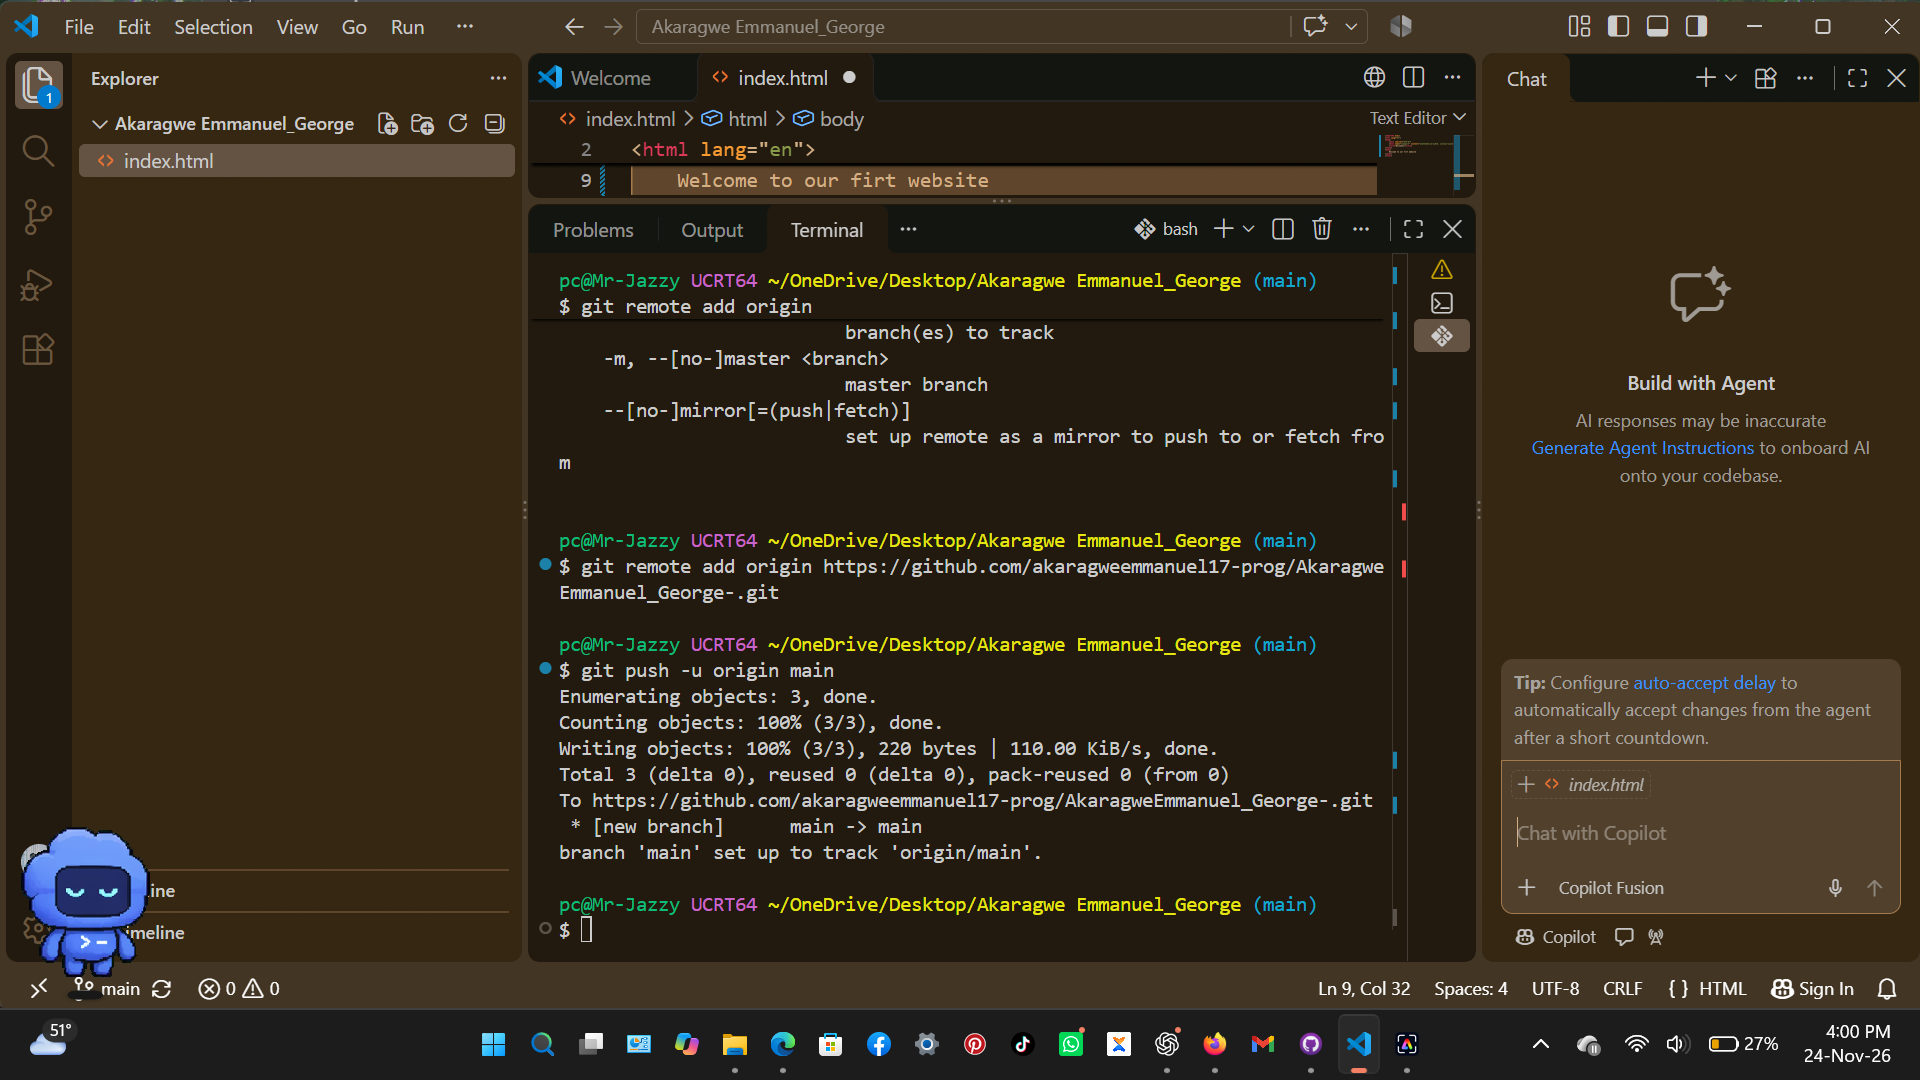 File Edit Selection View Go Run ···
Akaragwe Emmanuel_George
Explorer
Akaragwe Emmanuel_George
index.html
1
ine
imeline
Welcome
index.html
index.html > html > body
Text Editor
2 <html lang="en">
9 Welcome to our firt website
Problems Output Terminal ···
bash
pc@Mr-Jazzy UCRT64 ~/OneDrive/Desktop/Akaragwe Emmanuel_George (main)
$ git remote add origin
branch(es) to track
-m, --[no-]master <branch>
master branch
--[no-]mirror[=(push|fetch)]
set up remote as a mirror to push to or fetch fro
m
pc@Mr-Jazzy UCRT64 ~/OneDrive/Desktop/Akaragwe Emmanuel_George (main)
$ git remote add origin https://github.com/akaragweemmanuel17-prog/Akaragwe
Emmanuel_George-.git
pc@Mr-Jazzy UCRT64 ~/OneDrive/Desktop/Akaragwe Emmanuel_George (main)
$ git push -u origin main
Enumerating objects: 3, done.
Counting objects: 100% (3/3), done.
Writing objects: 100% (3/3), 220 bytes | 110.00 KiB/s, done.
Total 3 (delta 0), reused 0 (delta 0), pack-reused 0 (from 0)
To https://github.com/akaragweemmanuel17-prog/AkaragweEmmanuel_George-.git
* [new branch] main -> main
branch 'main' set up to track 'origin/main'.
pc@Mr-Jazzy UCRT64 ~/OneDrive/Desktop/Akaragwe Emmanuel_George (main)
$
Chat
Build with Agent
AI responses may be inaccurate
Generate Agent Instructions to onboard AI
onto your codebase.
Tip: Configure auto-accept delay to
automatically accept changes from the agent
after a short countdown.
index.html
Chat with Copilot
Copilot Fusion
Copilot
main
0 0
Ln 9, Col 32 Spaces: 4 UTF-8 CRLF { } HTML Sign In
51°
27%
4:00 PM
24-Nov-26